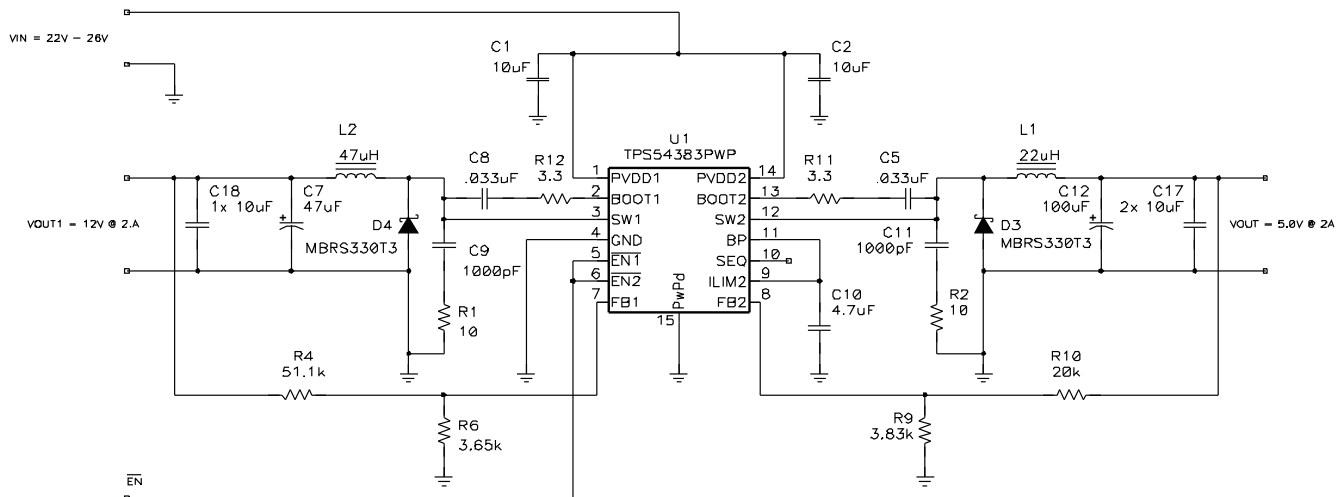 VIN = 22V - 26V
C1
10uF
C2
10uF
L2
47uH
L1
22uH
U1
TPS54383PWP
C8
.033uF
R12
3.3
R11
3.3
C5
.033uF
1
PVDD1
PVDD2
14
2
BOOT1
BOOT2
13
3
SW1
SW2
12
4
GND
BP
11
5
EN1
SEQ
10
6
EN2
ILIM2
9
7
FB1
FB2
8
PwPd
15
C18
1x 10uF
C7
47uF
+
D4
MBRS330T3
C9
1000pF
VOUT1 = 12V @ 2.A
C11
1000pF
D3
MBRS330T3
C12
100uF
+
C17
2x 10uF
VOUT = 5.0V @ 2A
R1
10
C10
4.7uF
R2
10
R4
51.1k
R10
20k
R6
3.65k
R9
3.83k
EN